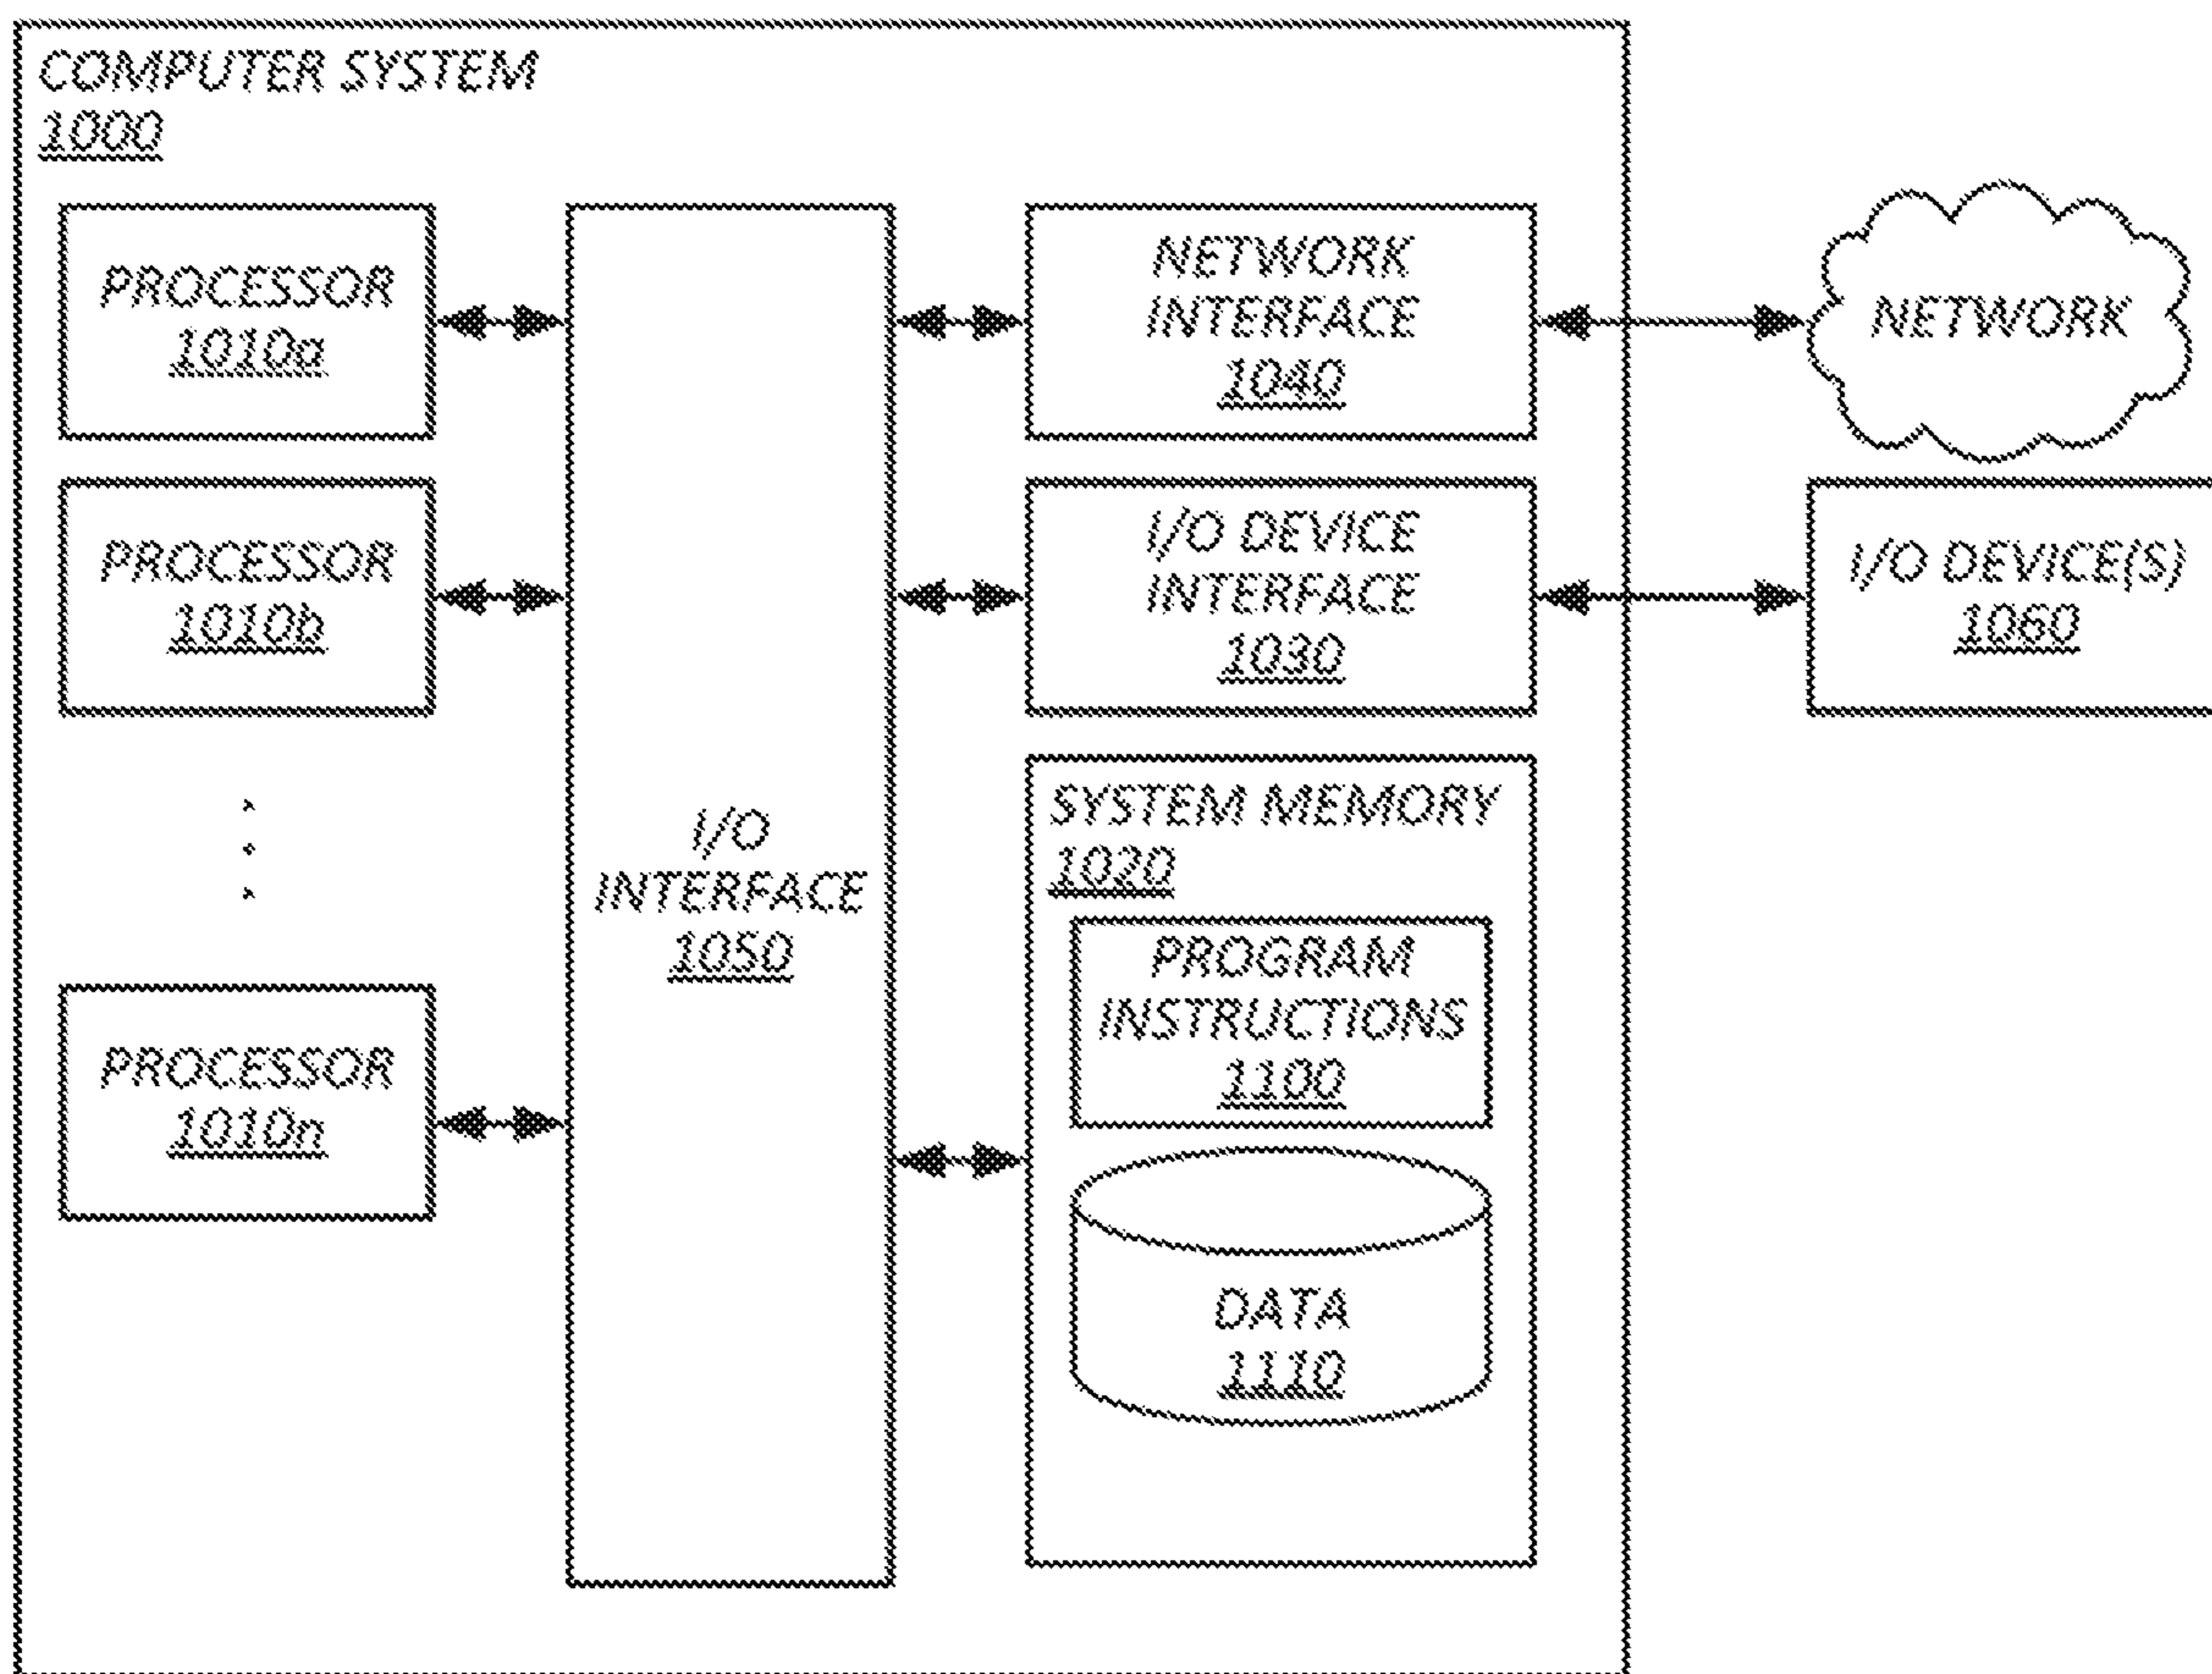 COMPUTER SYSTEM
1000
PROCESSOR
1010a
PROCESSOR
1010b
PROCESSOR
1010n
I/O
INTERFACE
1050
NETWORK
INTERFACE
1040
I/O DEVICE
INTERFACE
1030
SYSTEM MEMORY
1020
PROGRAM
INSTRUCTIONS
1100
DATA
1110
NETWORK
I/O DEVICE(S)
1060